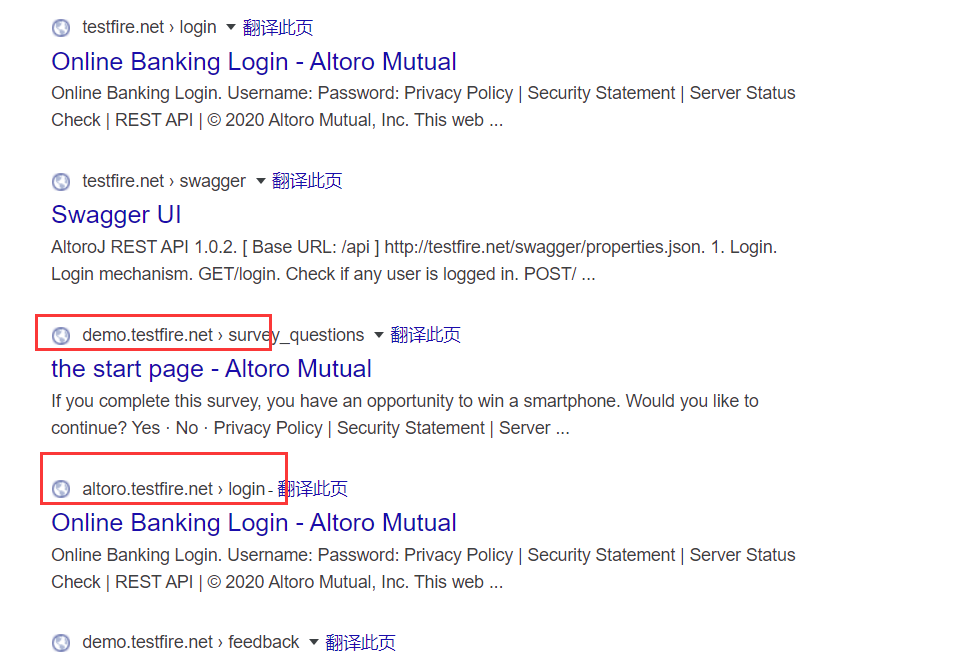 testfire.net › login ▼ 翻译此页
Online Banking Login - Altoro Mutual
Online Banking Login. Username: Password: Privacy Policy | Security Statement | Server Status
Check | REST API | © 2020 Altoro Mutual, Inc. This web ...
testfire.net › swagger ▼ 翻译此页
Swagger UI
AltoroJ REST API 1.0.2. [ Base URL: /api ] http://testfire.net/swagger/properties.json. 1. Login.
Login mechanism. GET/login. Check if any user is logged in. POST/ ...
demo.testfire.net › survey_questions ▼ 翻译此页
the start page - Altoro Mutual
If you complete this survey, you have an opportunity to win a smartphone. Would you like to
continue? Yes · No · Privacy Policy | Security Statement | Server ...
altoro.testfire.net › login - 翻译此页
Online Banking Login - Altoro Mutual
Online Banking Login. Username: Password: Privacy Policy | Security Statement | Server Status
Check | REST API | © 2020 Altoro Mutual, Inc. This web ...
demo.testfire.net › feedback ▼ 翻译此页